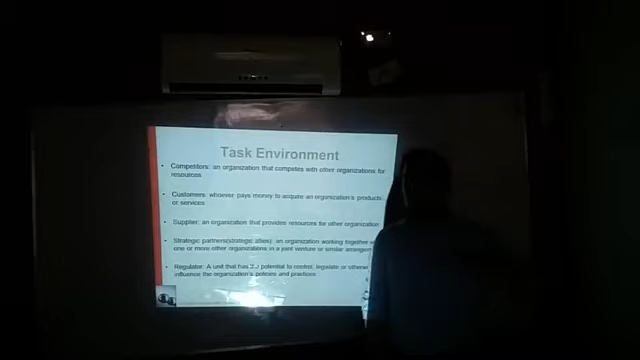 Task Environment
• Competitors: an organization that competes with other organizations for
resources
• Customers: whoever pays money to acquire an organization's products
or services
• Supplier: an organization that provides resources for other organization
• Strategic partners(strategic allies): an organization working together
one or more other organizations in a joint venture or similar
• Regulator: A unit that has potential to control, legislate or
influence the organization's policies and practices